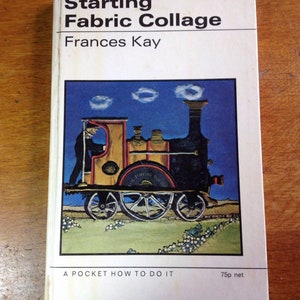 Starting
Fabric Collage
Frances Kay
A POCKET HOW TO DO IT
75p net